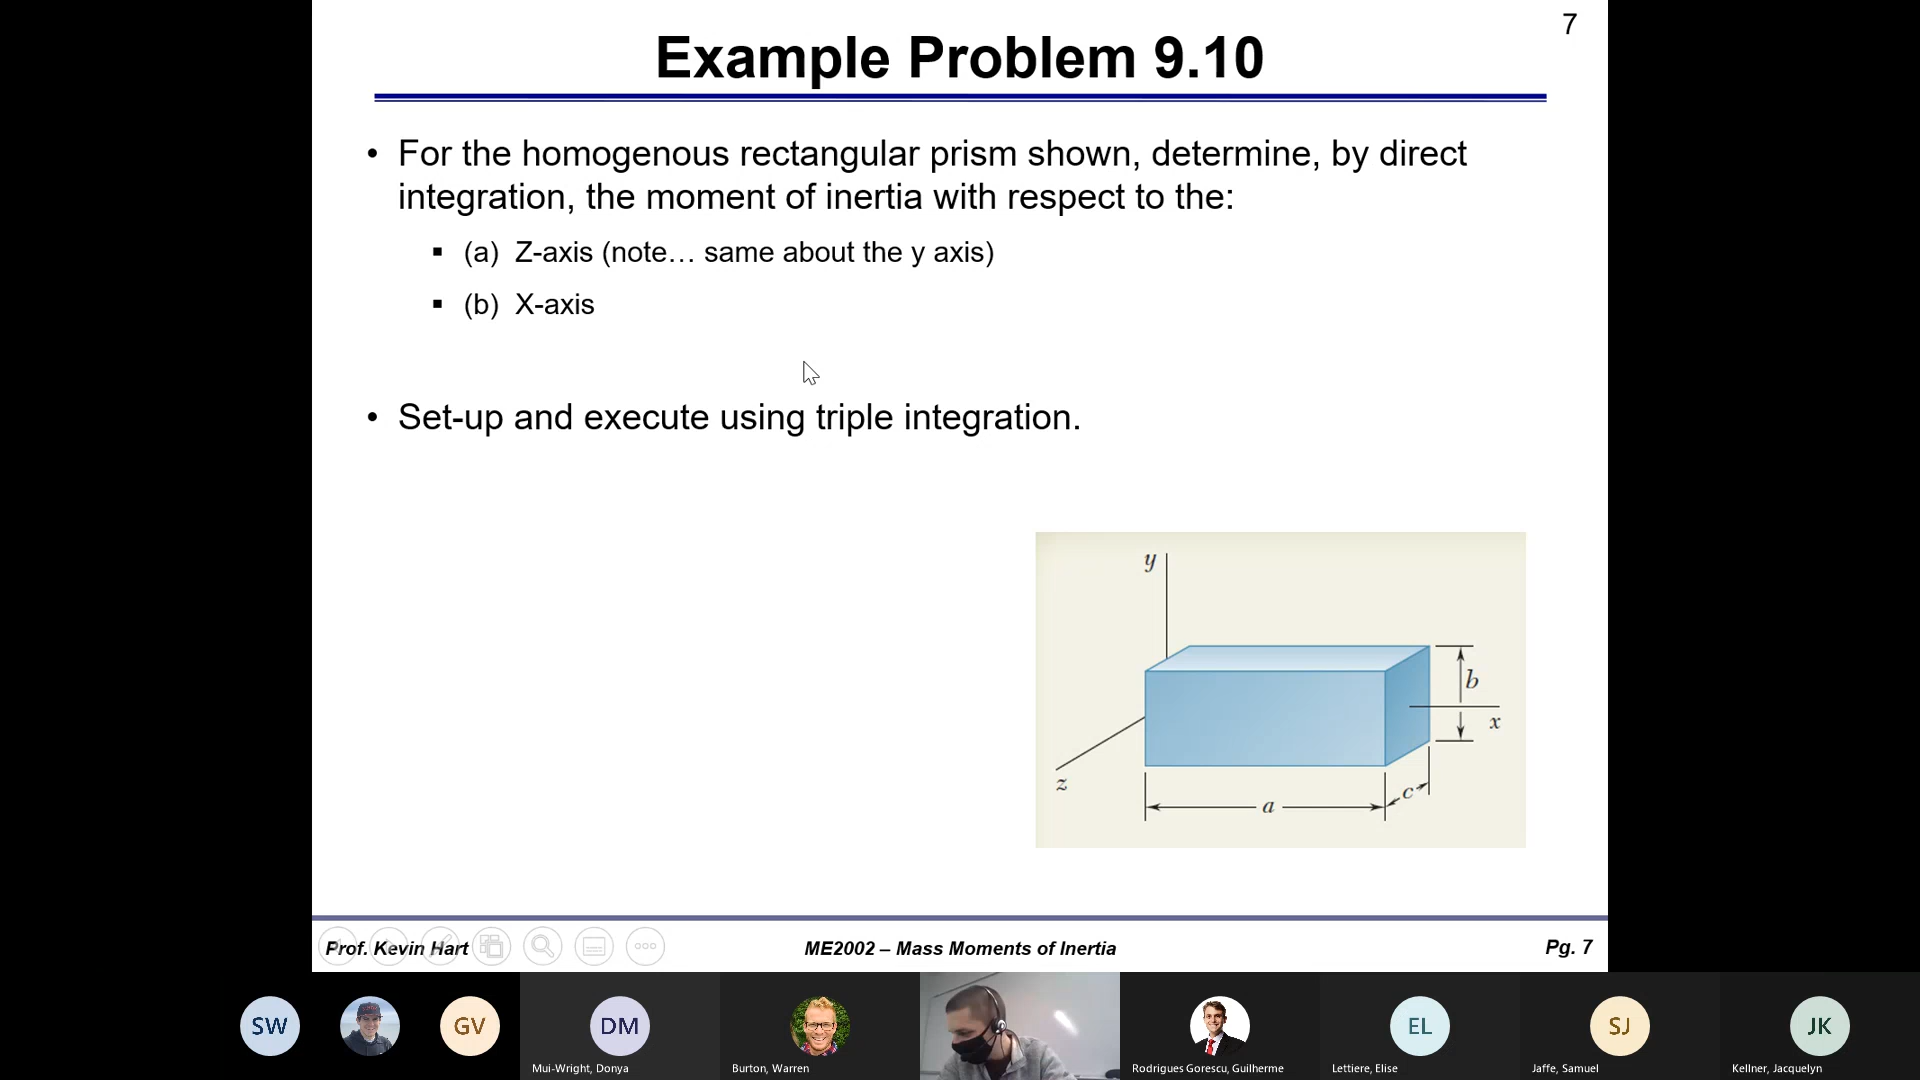 7
Example Problem 9.10
• For the homogenous rectangular prism shown, determine, by direct
integration, the moment of inertia with respect to the:
▪ (a) Z-axis (note… same about the y axis)
▪ (b) X-axis
• Set-up and execute using triple integration.
y
b
x
z
c
a
Prof. Kevin Hart
ME2002 – Mass Moments of Inertia
Pg. 7
SW
GV
DM
EL
SJ
JK
Mui-Wright, Donya
Burton, Warren
Rodrigues Gorescu, Guilherme
Lettiere, Elise
Jaffe, Samuel
Kellner, Jacquelyn